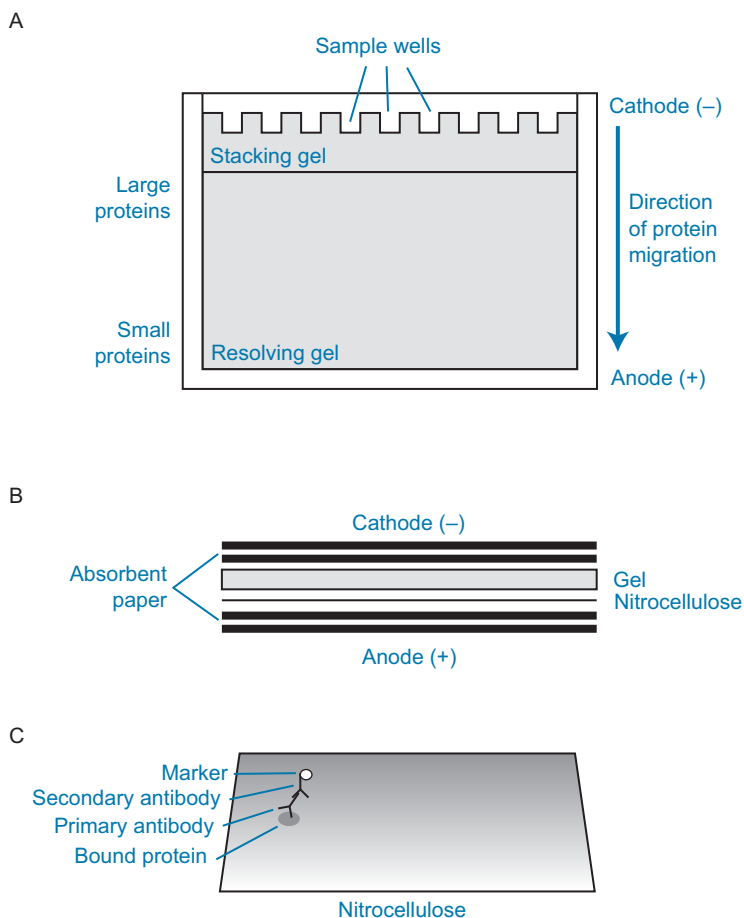 A
Sample wells
Cathode (–)
Stacking gel
Large
proteins
Direction
of protein
migration
Small
proteins
Resolving gel
Anode (+)
B
Cathode (–)
Absorbent
paper
Gel
Nitrocellulose
Anode (+)
C
Marker
Secondary antibody
Primary antibody
Bound protein
Nitrocellulose